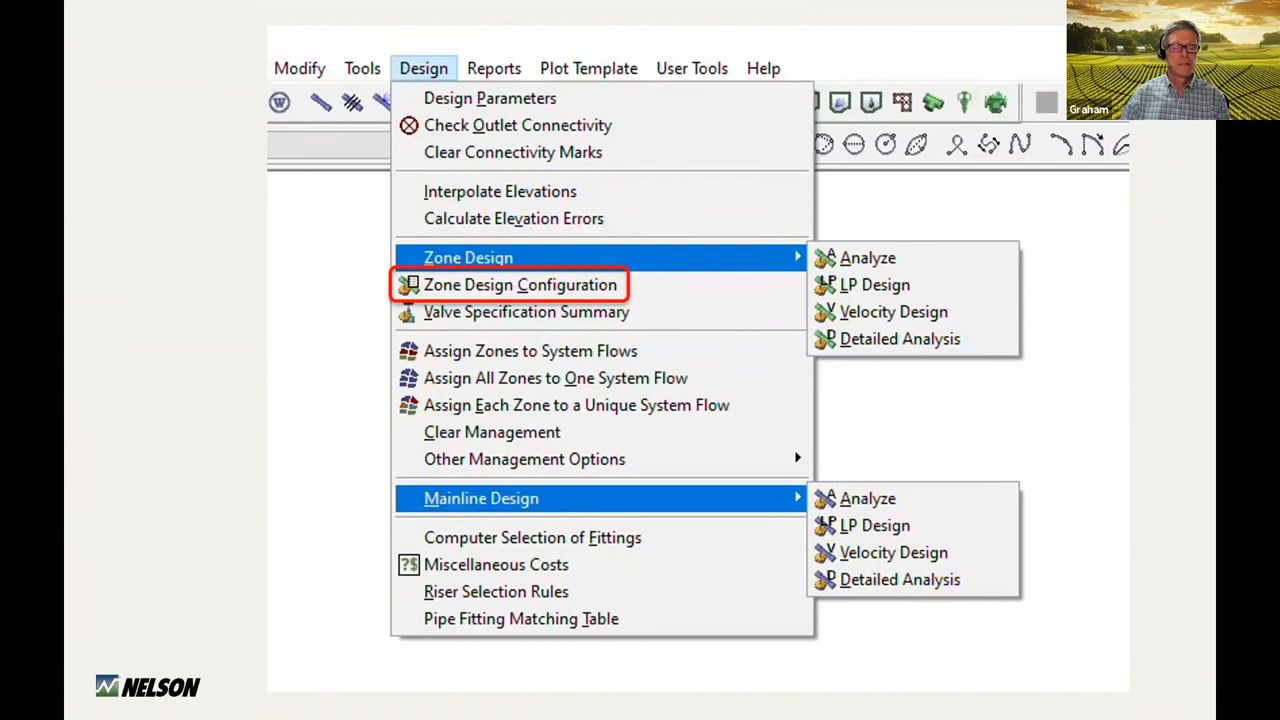 Modify Tools Design Reports Plot Template User Tools Help
Graham
Design Parameters
Check Outlet Connectivity
Clear Connectivity Marks
Interpolate Elevations
Calculate Elevation Errors
Zone Design
Zone Design Configuration
Valve Specification Summary
Analyze
LP Design
Velocity Design
Detailed Analysis
Assign Zones to System Flows
Assign All Zones to One System Flow
Assign Each Zone to a Unique System Flow
Clear Management
Other Management Options
Mainline Design
Analyze
LP Design
Velocity Design
Detailed Analysis
Computer Selection of Fittings
?$ Miscellaneous Costs
Riser Selection Rules
Pipe Fitting Matching Table
NELSON